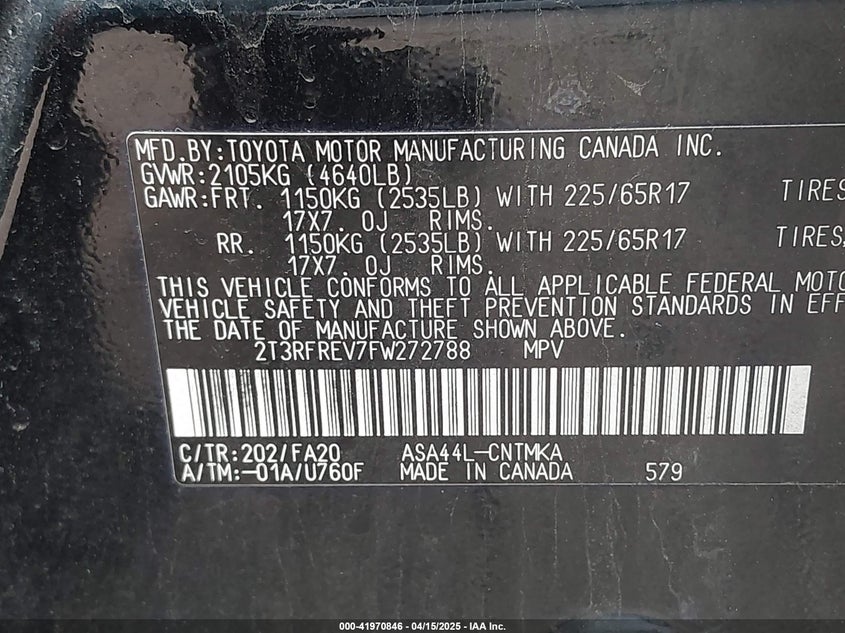 MFD.BY:TOYOTA MOTOR MANUFACTURING CANADA INC.
GVWR:2105KG (4640LB)
GAWR:FRT. 1150KG (2535LB) WITH 225/65R17 TIRES
17X7.0J RIMS.
RR. 1150KG (2535LB) WITH 225/65R17 TIRES,
17X7.0J RIMS.
THIS VEHICLE CONFORMS TO ALL APPLICABLE FEDERAL MOTO
VEHICLE SAFETY AND THEFT PREVENTION STANDARDS IN EFF
THE DATE OF MANUFACTURE SHOWN ABOVE.
2T3RFREV7FW272788 MPV
C/TR:202/FA20 ASA44L-CNTMKA
A/TM:-01A/U760F MADE IN CANADA 579
000-41970846 - 04/15/2025 - IAA Inc.